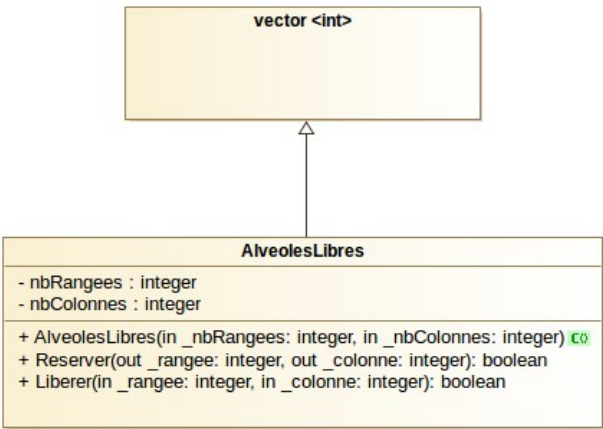 vector <int>
AlveolesLibres
- nbRangees : integer
- nbColonnes : integer
+ AlveolesLibres(in _nbRangees: integer, in _nbColonnes: integer) C()
+ Reserver(out _rangee: integer, out _colonne: integer): boolean
+ Liberer(in _rangee: integer, in _colonne: integer): boolean